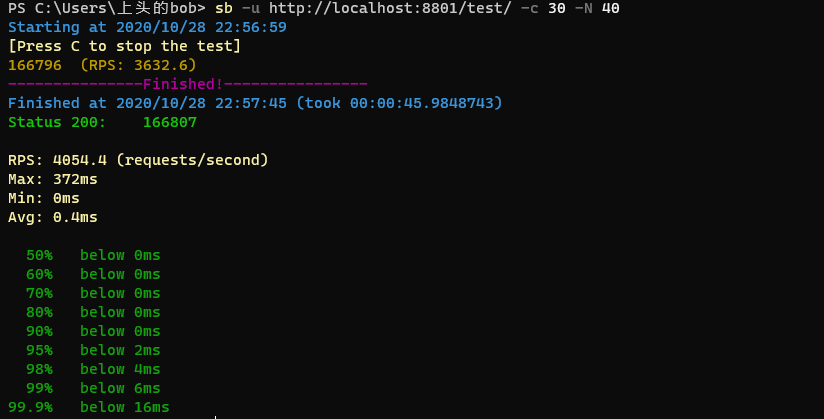 PS C:\Users\上头的bob> sb -u http://localhost:8801/test/ -c 30 -N 40
Starting at 2020/10/28 22:56:59
[Press C to stop the test]
166796  (RPS: 3632.6)
---------------Finished!----------------
Finished at 2020/10/28 22:57:45 (took 00:00:45.9848743)
Status 200:    166807
RPS: 4054.4 (requests/second)
Max: 372ms
Min: 0ms
Avg: 0.4ms
50%   below 0ms
60%   below 0ms
70%   below 0ms
80%   below 0ms
90%   below 0ms
95%   below 2ms
98%   below 4ms
99%   below 6ms
99.9%   below 16ms